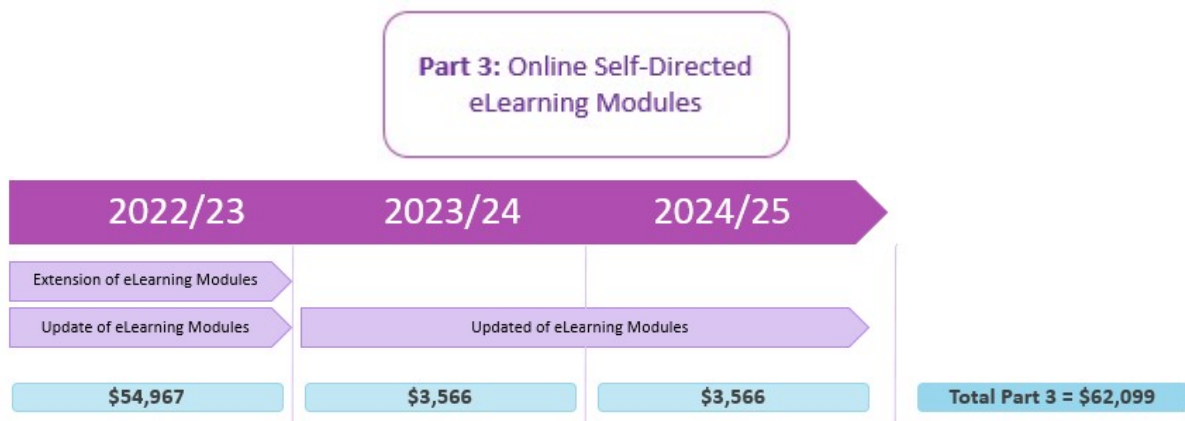 Part 3: Online Self-Directed
eLearning Modules
2022/23 2023/24 2024/25
Extension of eLearning Modules
Update of eLearning Modules Updated of eLearning Modules
$54,967 $3,566 $3,566 Total Part 3 = $62,099